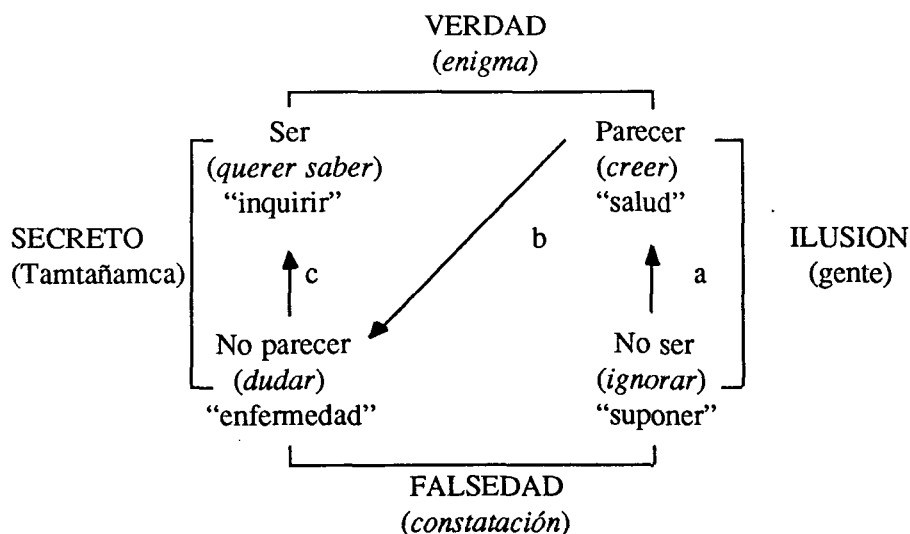 VERDAD
(enigma)
Ser
(querer saber)
“inquirir”
Parecer
(creer)
“salud”
SECRETO
(Tamtañamca)
b
ILUSION
(gente)
c
a
No parecer
(dudar)
“enfermedad”
No ser
(ignorar)
“suponer”
FALSEDAD
(constatación)